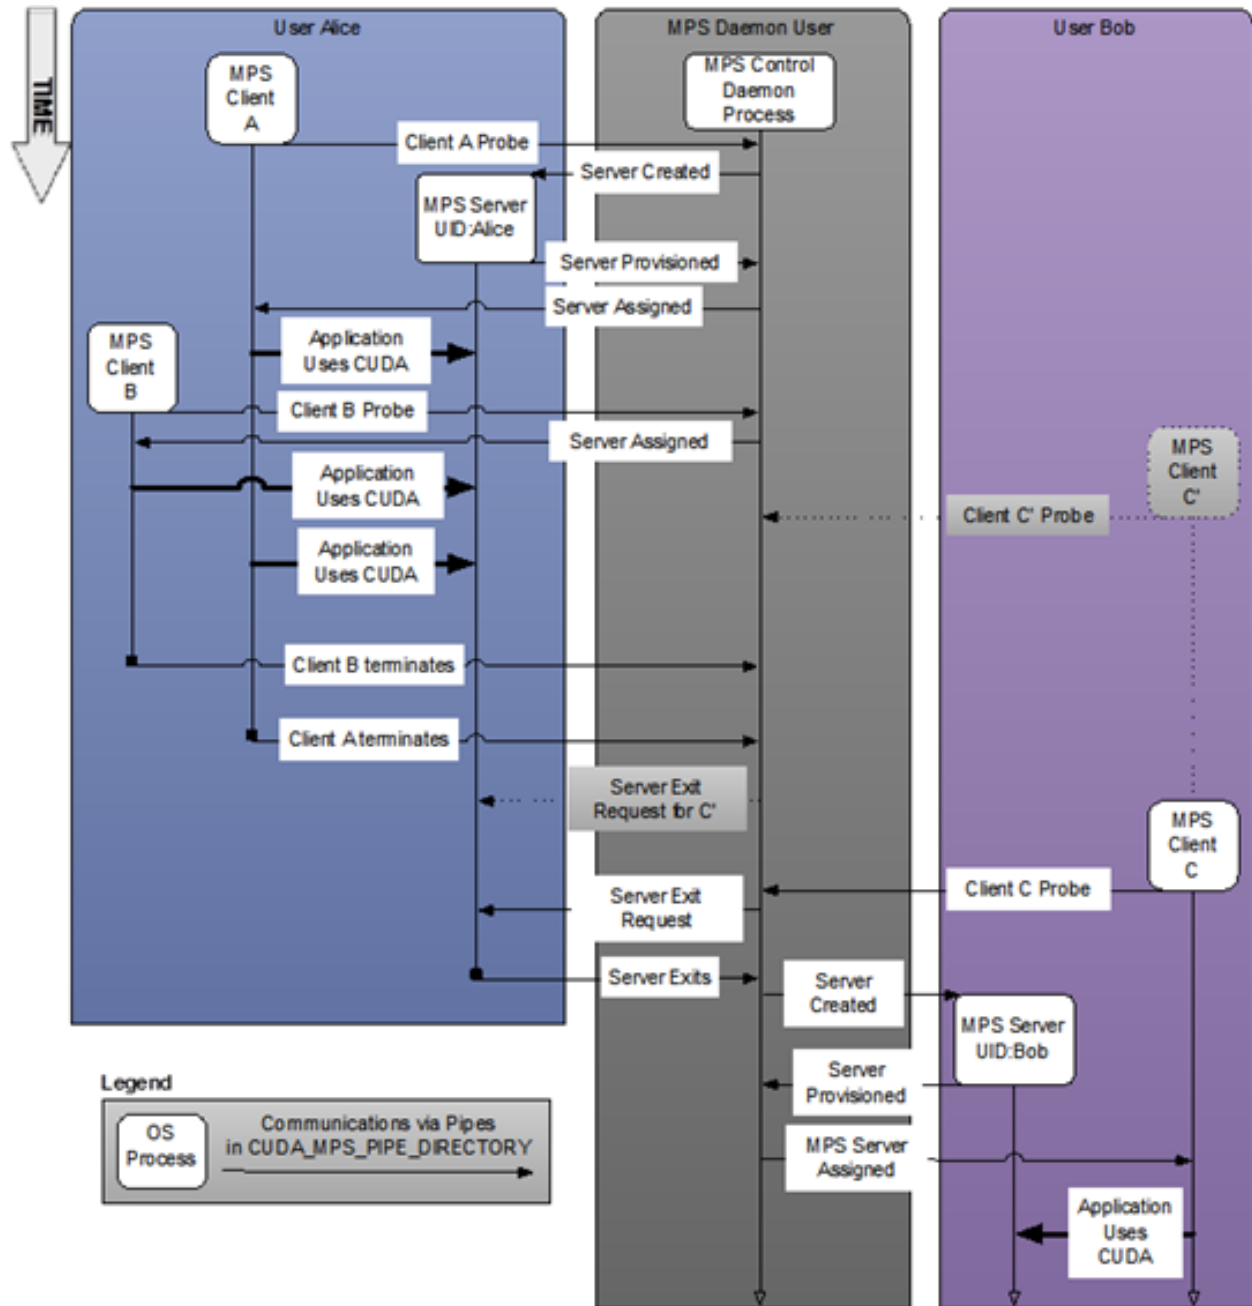 User Alice
MPS Daemon User
User Bob
TIME
MPS
Client
A
MPS Control
Daemon
Process
Client A Probe
Server Created
MPS Server
UID:Alice
Server Provisioned
Server Assigned
MPS
Client
B
Application
Uses CUDA
Client B Probe
Server Assigned
MPS
Client
C'
Application
Uses CUDA
Client C' Probe
Application
Uses CUDA
Client B terminates
Client A terminates
Server Exit
Request for C'
MPS
Client
C
Client C Probe
Server Exit
Request
Server Exits
Server
Created
MPS Server
UID:Bob
Server
Provisioned
Legend
OS
Process
Communications via Pipes
in CUDA_MPS_PIPE_DIRECTORY
MPS Server
Assigned
Application
Uses
CUDA